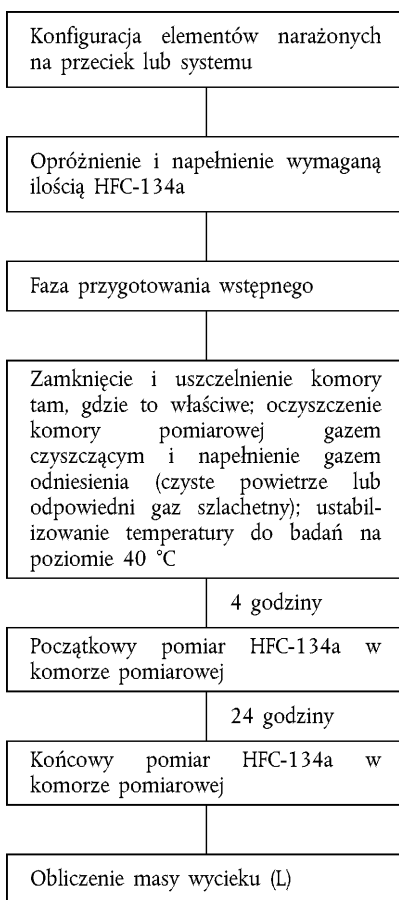 Konfiguracja elementów narażonych
na przeciek lub systemu
Opróżnienie i napełnienie wymaganą
ilością HFC-134a
Faza przygotowania wstępnego
Zamknięcie i uszczelnienie komory
tam, gdzie to właściwe; oczyszczenie
komory pomiarowej gazem
czyszczącym i napełnienie gazem
odniesienia (czyste powietrze lub
odpowiedni gaz szlachetny); ustabil-
izowanie temperatury do badań na
poziomie 40 °C
4 godziny
Początkowy pomiar HFC-134a w
komorze pomiarowej
24 godziny
Końcowy pomiar HFC-134a w
komorze pomiarowej
Obliczenie masy wycieku (L)